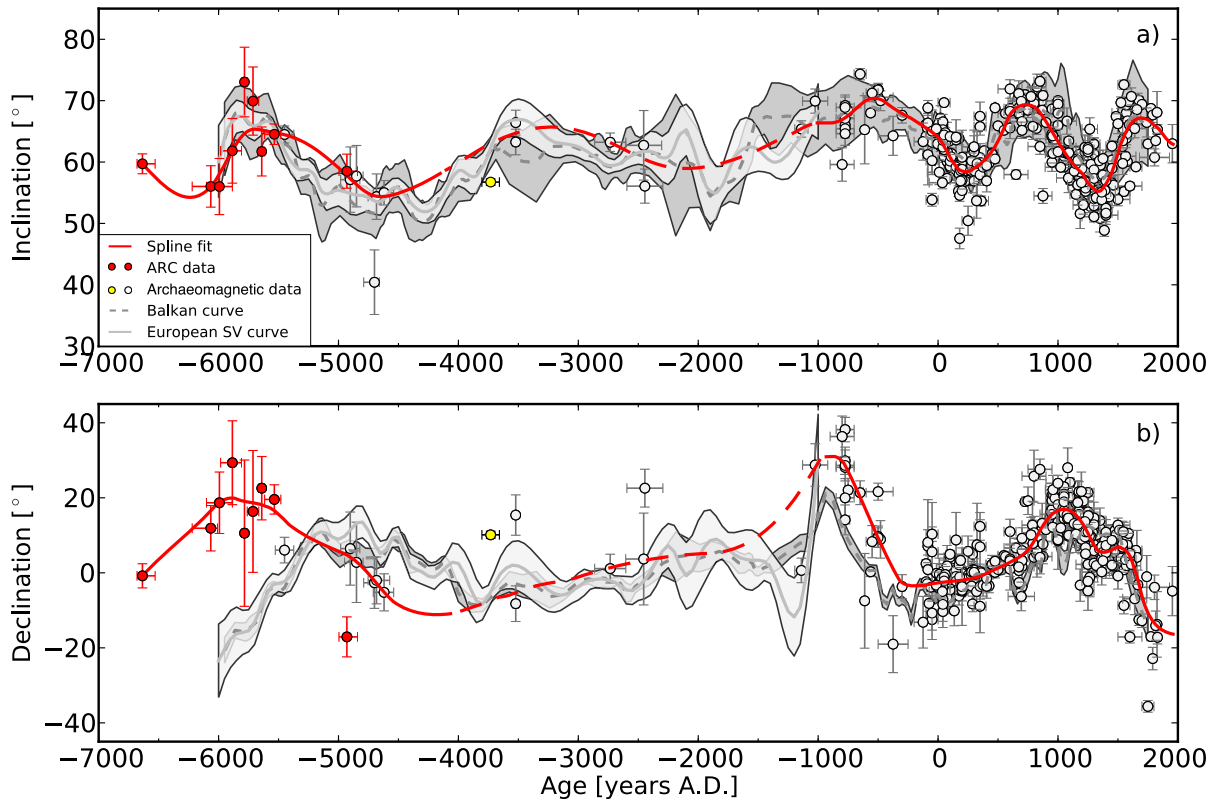 80
a)
70
60
50
40
30
Inclination [°]
Spline fit
ARC data
Archaeomagnetic data
Balkan curve
European SV curve
−7000 −6000 −5000 −4000 −3000 −2000 −1000 0 1000 2000
40
b)
20
0
−20
−40
Declination [°]
−7000 −6000 −5000 −4000 −3000 −2000 −1000 0 1000 2000
Age [years A.D.]